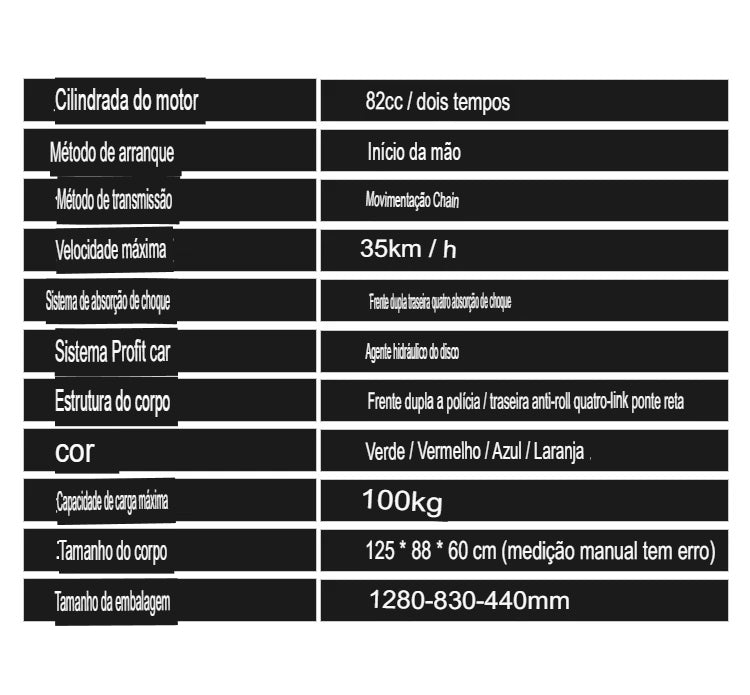 Cilindrada do motor
82cc / dois tempos
Método de arranque
Início da mão
Método de transmissão
Movimentação Chain
Velocidade máxima
35km / h
Sistema de absorção de choque
Frente dupla traseira quatro absorção de choque
Sistema Profit car
Agente hidráulico do disco
Estrutura do corpo
Frente dupla a polícia / traseira anti-roll quatro-link ponte reta
cor
Verde / Vermelho / Azul / Laranja
Capacidade de carga máxima
100kg
Tamanho do corpo
125 * 88 * 60 cm (medição manual tem erro)
Tamanho da embalagem
1280-830-440mm